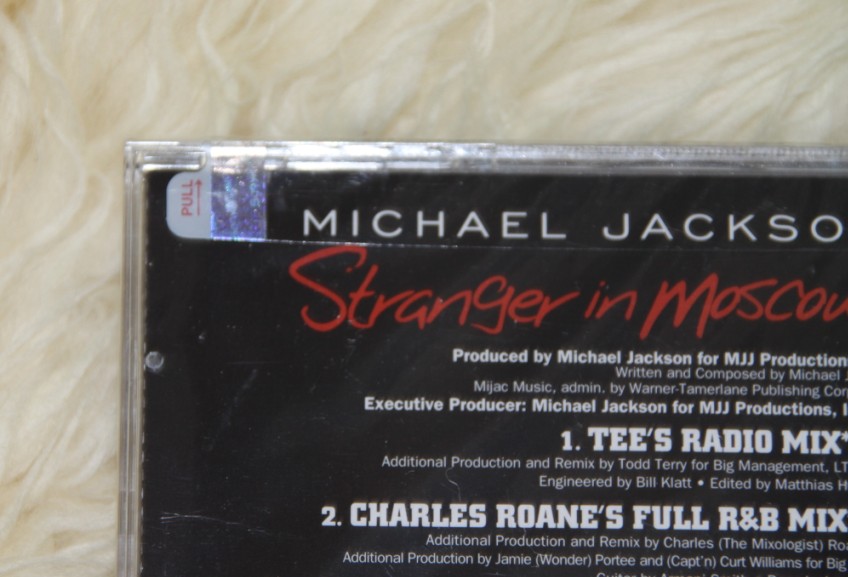 PULL
MICHAEL JACKSO
Stranger in Moscow
Produced by Michael Jackson for MJJ Production
Written and Composed by Michael J
Mijac Music, admin. by Warner-Tamerlane Publishing Corp
Executive Producer: Michael Jackson for MJJ Productions, I
1. TEE'S RADIO MIX*
Additional Production and Remix by Todd Terry for Big Management, LT
Engineered by Bill Klatt • Edited by Matthias H
2. CHARLES ROANE'S FULL R&B MIX
Additional Production and Remix by Charles (The Mixologist) Roa
Additional Production by Jamie (Wonder) Portee and (Capt'n) Curt Williams for Big